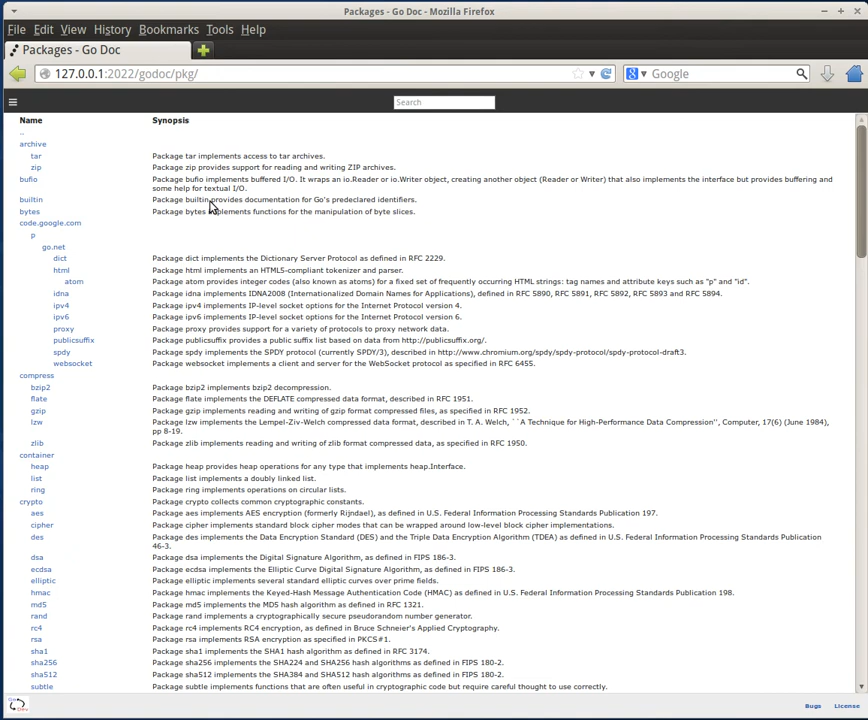 Packages - Go Doc - Mozilla Firefox
File Edit View History Bookmarks Tools Help
Packages - Go Doc
127.0.0.1:2022/godoc/pkg/ Google
Search
Name Synopsis
..
archive
tar Package tar implements access to tar archives.
zip Package zip provides support for reading and writing ZIP archives.
bufio Package bufio implements buffered I/O. It wraps an io.Reader or io.Writer object, creating another object (Reader or Writer) that also implements the interface but provides buffering and
some help for textual I/O.
builtin Package builtin provides documentation for Go's predeclared identifiers.
bytes Package bytes implements functions for the manipulation of byte slices.
code.google.com
p
go.net
dict Package dict implements the Dictionary Server Protocol as defined in RFC 2229.
html Package html implements an HTML5-compliant tokenizer and parser.
atom Package atom provides integer codes (also known as atoms) for a fixed set of frequently occurring HTML strings: tag names and attribute keys such as "p" and "id".
idna Package idna implements IDNA2008 (Internationalized Domain Names for Applications), defined in RFC 5890, RFC 5891, RFC 5892, RFC 5893 and RFC 5894.
ipv4 Package ipv4 implements IP-level socket options for the Internet Protocol version 4.
ipv6 Package ipv6 implements IP-level socket options for the Internet Protocol version 6.
proxy Package proxy provides support for a variety of protocols to proxy network data.
publicsuffix Package publicsuffix provides a public suffix list based on data from http://publicsuffix.org/.
spdy Package spdy implements the SPDY protocol (currently SPDY/3), described in http://www.chromium.org/spdy/spdy-protocol/spdy-protocol-draft3.
websocket Package websocket implements a client and server for the WebSocket protocol as specified in RFC 6455.
compress
bzip2 Package bzip2 implements bzip2 decompression.
flate Package flate implements the DEFLATE compressed data format, described in RFC 1951.
gzip Package gzip implements reading and writing of gzip format compressed files, as specified in RFC 1952.
lzw Package lzw implements the Lempel-Ziv-Welch compressed data format, described in T. A. Welch, ``A Technique for High-Performance Data Compression'', Computer, 17(6) (June 1984),
pp 8-19.
zlib Package zlib implements reading and writing of zlib format compressed data, as specified in RFC 1950.
container
heap Package heap provides heap operations for any type that implements heap.Interface.
list Package list implements a doubly linked list.
ring Package ring implements operations on circular lists.
crypto Package crypto collects common cryptographic constants.
aes Package aes implements AES encryption (formerly Rijndael), as defined in U.S. Federal Information Processing Standards Publication 197.
cipher Package cipher implements standard block cipher modes that can be wrapped around low-level block cipher implementations.
des Package des implements the Data Encryption Standard (DES) and the Triple Data Encryption Algorithm (TDEA) as defined in U.S. Federal Information Processing Standards Publication
46-3.
dsa Package dsa implements the Digital Signature Algorithm, as defined in FIPS 186-3.
ecdsa Package ecdsa implements the Elliptic Curve Digital Signature Algorithm, as defined in FIPS 186-3.
elliptic Package elliptic implements several standard elliptic curves over prime fields.
hmac Package hmac implements the Keyed-Hash Message Authentication Code (HMAC) as defined in U.S. Federal Information Processing Standards Publication 198.
md5 Package md5 implements the MD5 hash algorithm as defined in RFC 1321.
rand Package rand implements a cryptographically secure pseudorandom number generator.
rc4 Package rc4 implements RC4 encryption, as defined in Bruce Schneier's Applied Cryptography.
rsa Package rsa implements RSA encryption as specified in PKCS#1.
sha1 Package sha1 implements the SHA1 hash algorithm as defined in RFC 3174.
sha256 Package sha256 implements the SHA224 and SHA256 hash algorithms as defined in FIPS 180-2.
sha512 Package sha512 implements the SHA384 and SHA512 hash algorithms as defined in FIPS 180-2.
subtle Package subtle implements functions that are often useful in cryptographic code but require careful thought to use correctly.
Bugs License